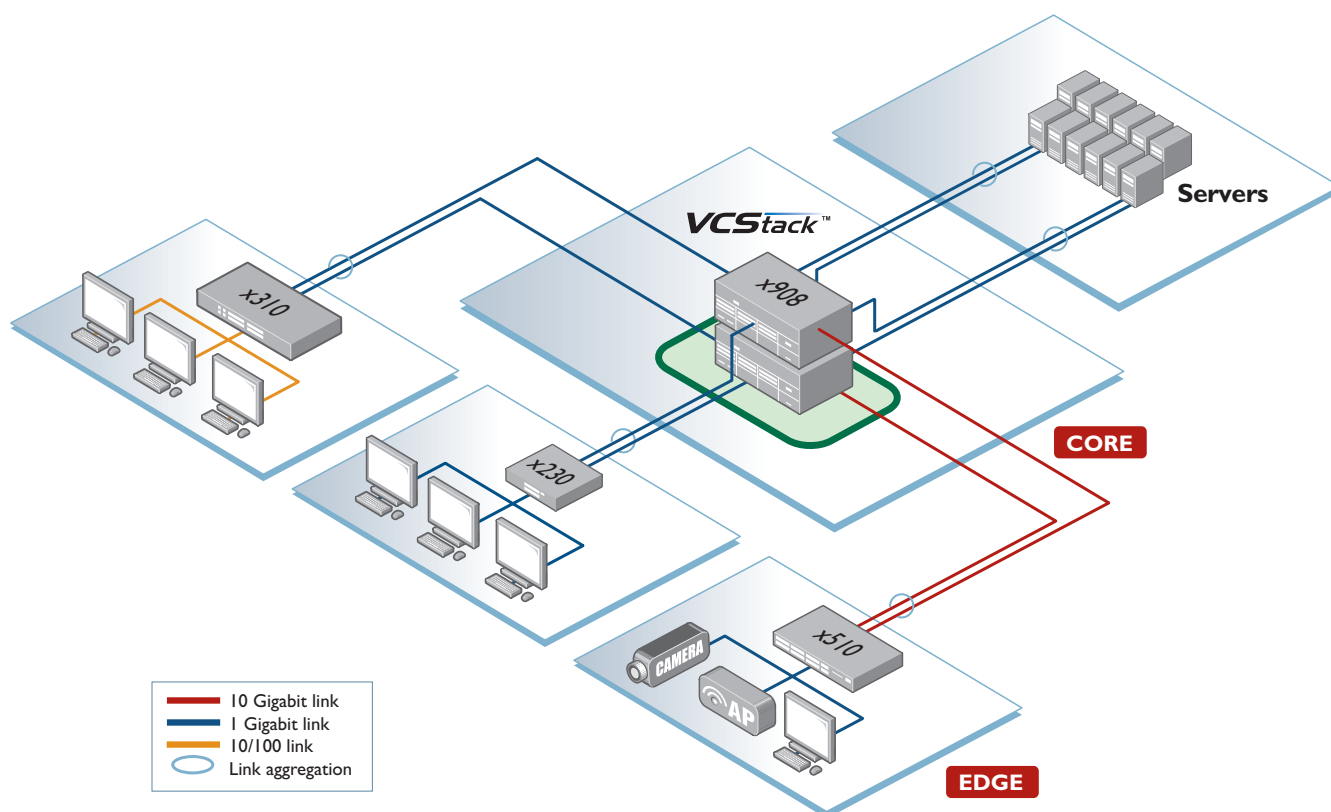 Servers
VCStack™
x908
x310
x230
CORE
x510
CAMERA
AP
EDGE
10 Gigabit link
1 Gigabit link
10/100 link
Link aggregation